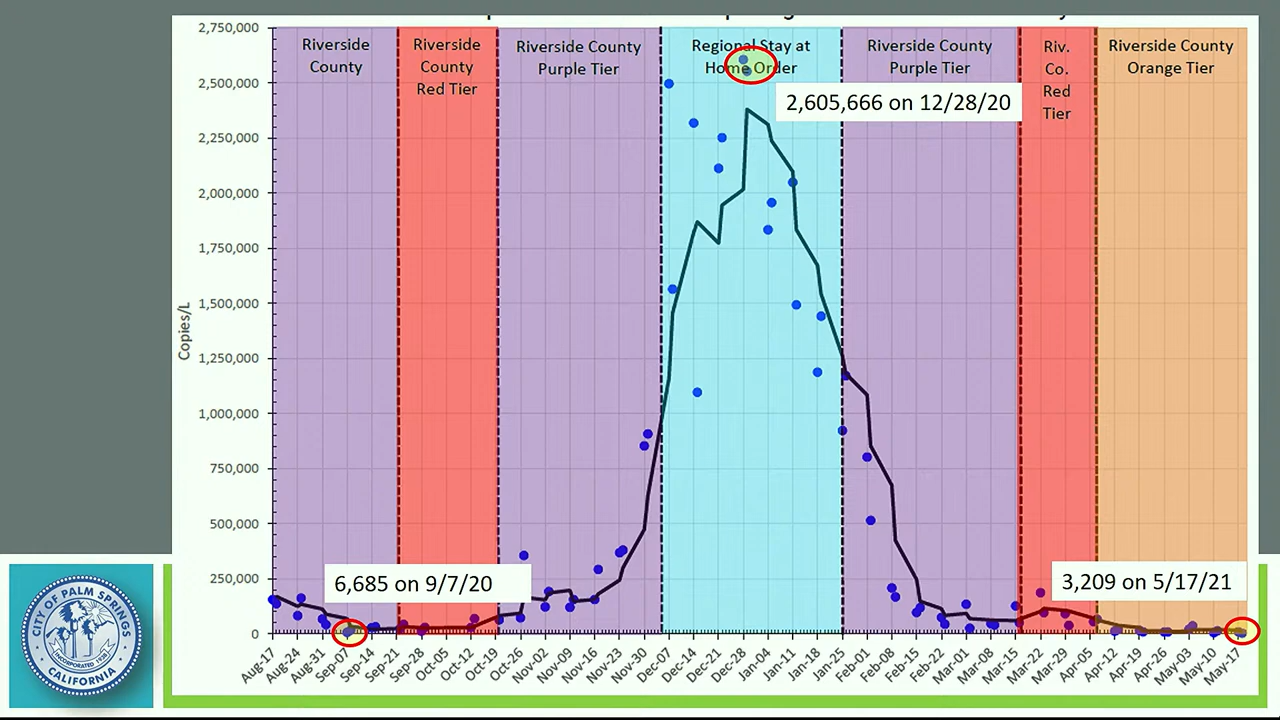 2,750,000
2,500,000
2,250,000
2,000,000
1,750,000
1,500,000
1,250,000
1,000,000
750,000
500,000
250,000
0
Copies/L
Riverside
County
Riverside
County
Red Tier
Riverside County
Purple Tier
Regional Stay at
Home Order
Riverside County
Purple Tier
Riv.
Co.
Red
Tier
Riverside County
Orange Tier
2,605,666 on 12/28/20
6,685 on 9/7/20
3,209 on 5/17/21
Aug-17
Aug-24
Aug-31
Sep-07
Sep-14
Sep-21
Sep-28
Oct-05
Oct-12
Oct-19
Oct-26
Nov-02
Nov-09
Nov-16
Nov-23
Nov-30
Dec-07
Dec-14
Dec-21
Dec-28
Jan-04
Jan-11
Jan-18
Jan-25
Feb-01
Feb-08
Feb-15
Feb-22
Mar-01
Mar-08
Mar-15
Mar-22
Mar-29
Apr-05
Apr-12
Apr-19
Apr-26
May-03
May-10
May-17
CITY OF PALM SPRINGS
CALIFORNIA